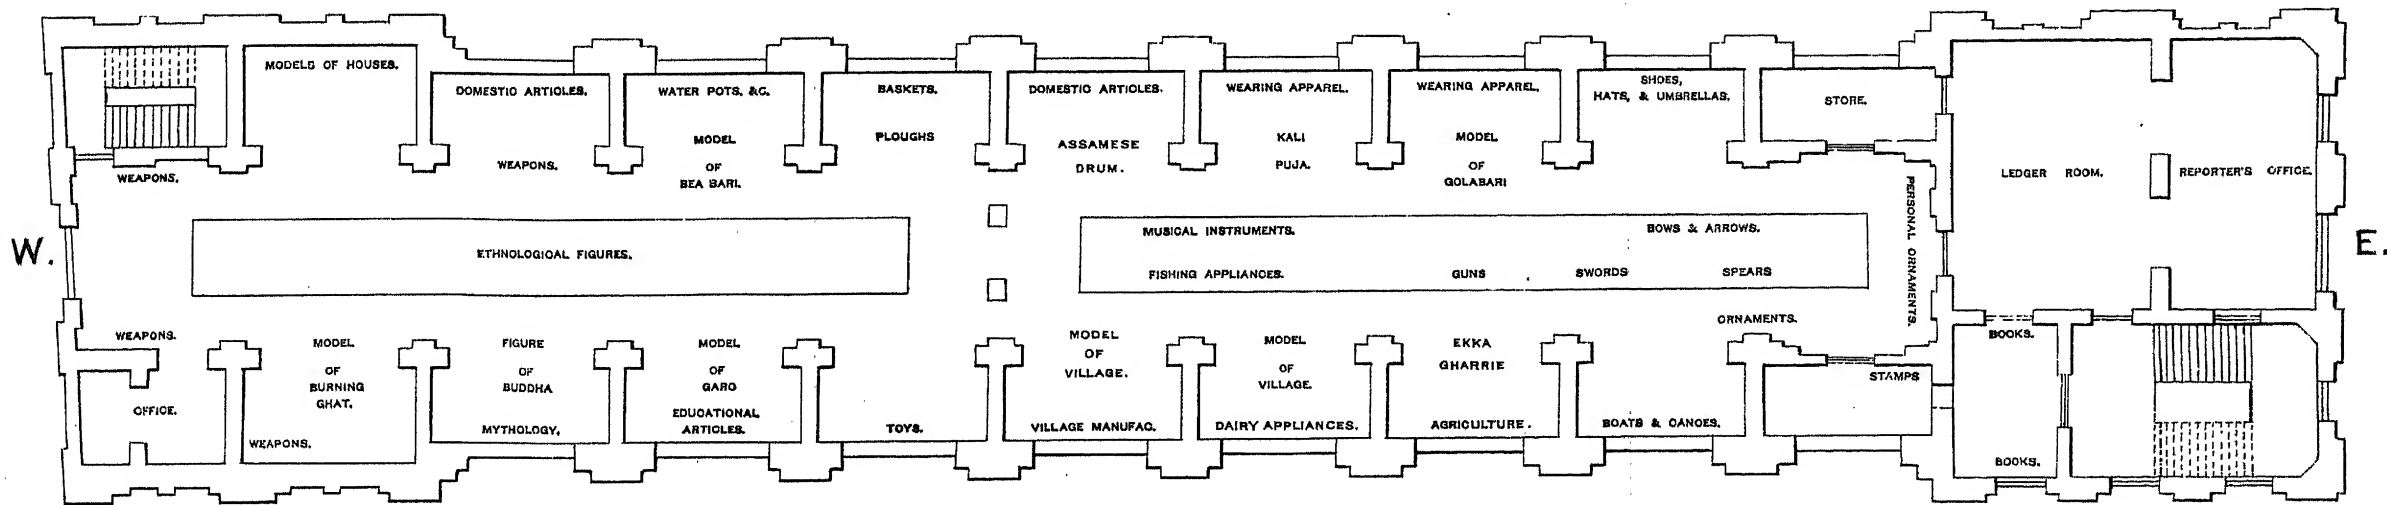 MODELS OF HOUSES.
DOMESTIC ARTICLES.
WEAPONS.
WATER POTS, &C.
MODEL
OF
BEA BARI.
BASKETS.
PLOUGHS
DOMESTIC ARTICLES.
ASSAMESE
DRUM.
WEARING APPAREL.
KALI
PUJA.
WEARING APPAREL.
MODEL
OF
GOLABARI
SHOES,
HATS, & UMBRELLAS.
STORE.
WEAPONS.
LEDGER ROOM.
REPORTER'S OFFICE.
PERSONAL ORNAMENTS.
W.
ETHNOLOGICAL FIGURES.
MUSICAL INSTRUMENTS.
BOWS & ARROWS.
FISHING APPLIANCES.
GUNS
SWORDS
SPEARS
E.
ORNAMENTS.
WEAPONS.
OFFICE.
MODEL
OF
BURNING
GHAT.
WEAPONS.
FIGURE
OF
BUDDHA
MYTHOLOGY.
MODEL
OF
GARO
EDUCATIONAL
ARTICLES.
TOYS.
MODEL
OF
VILLAGE.
VILLAGE MANUFAC.
MODEL
OF
VILLAGE.
DAIRY APPLIANCES.
EKKA
GHARRIE
AGRICULTURE.
BOATS & CANOES.
STAMPS
BOOKS.
BOOKS.